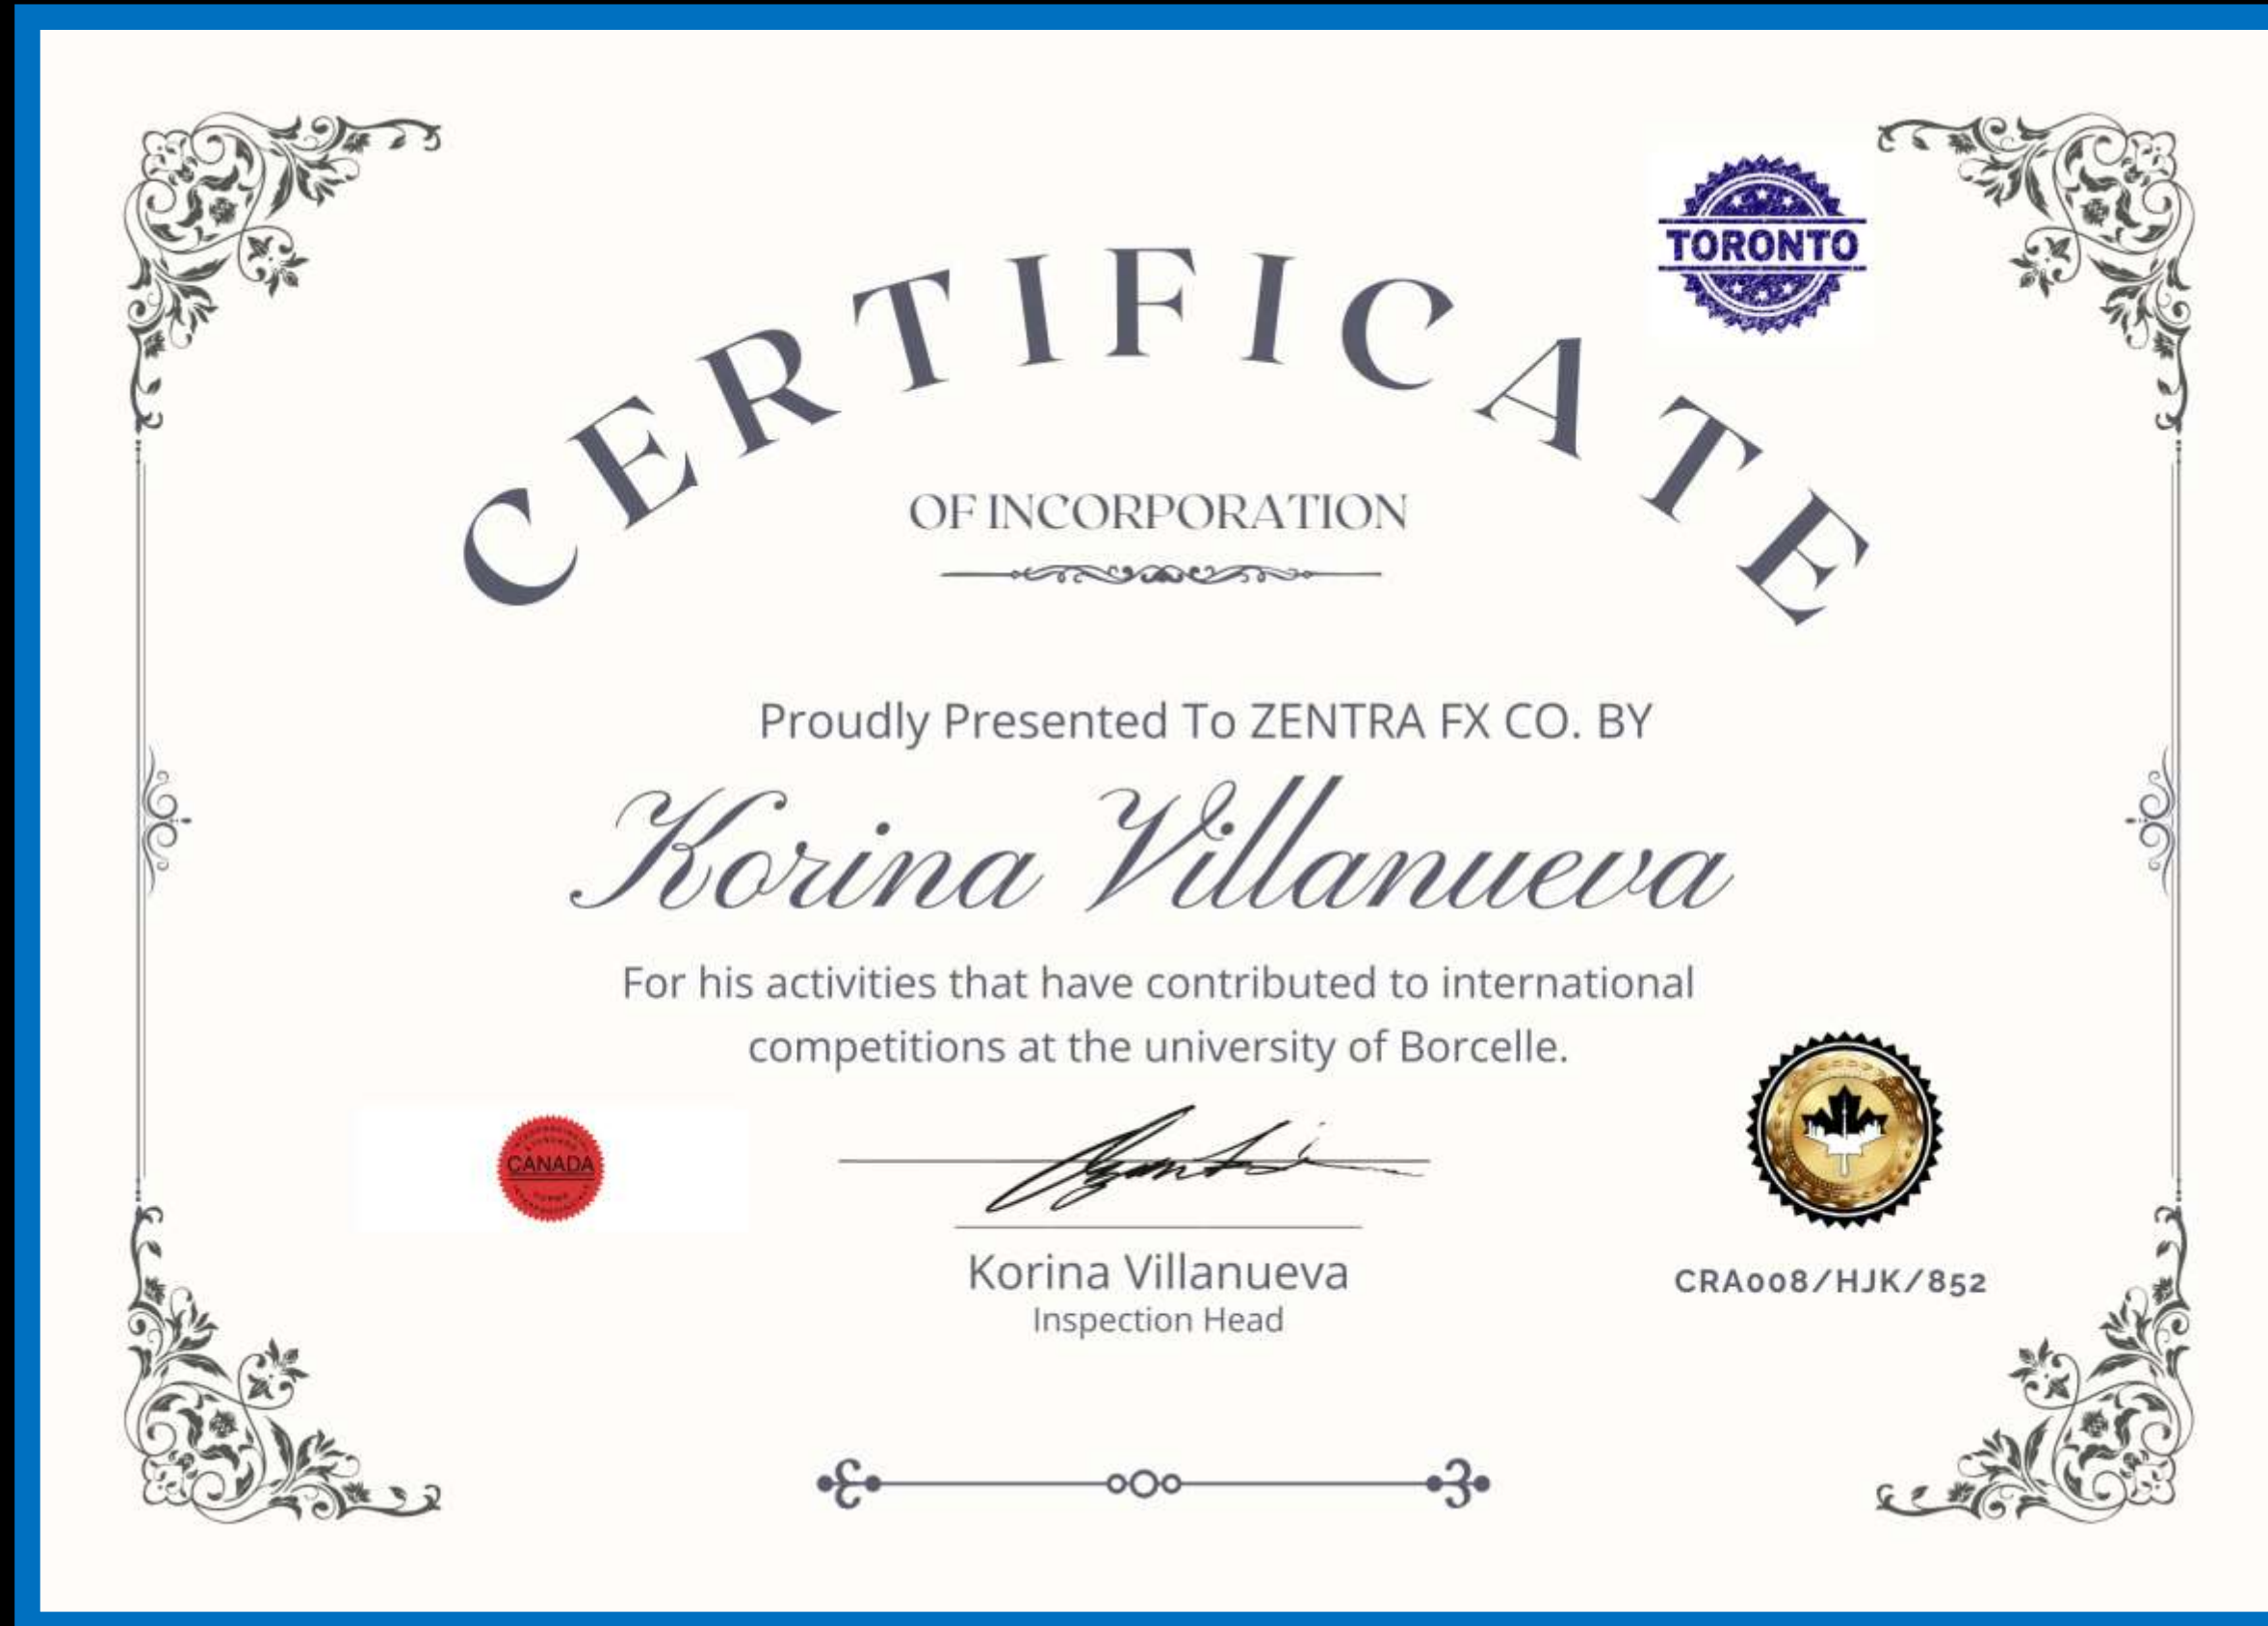 TORONTO
CERTIFICATE
OF INCORPORATION
Proudly Presented To ZENTRA FX CO. BY
Korina Villanueva
For his activities that have contributed to international
competitions at the university of Borcelle.
CANADA
Korina Villanueva
Inspection Head
CRA008/HJK/852